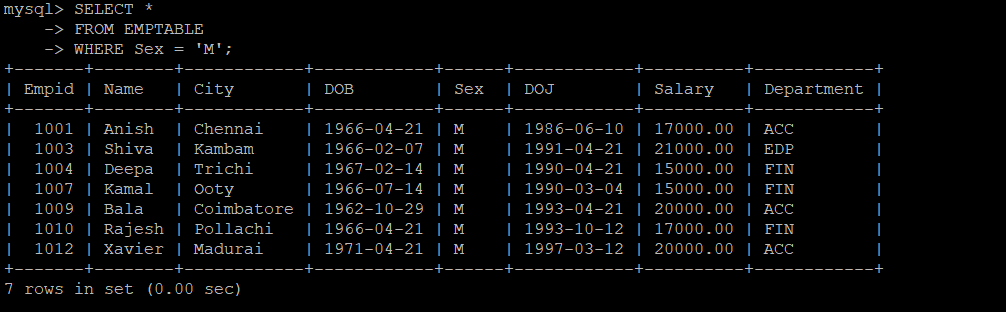 mysql> SELECT *
    -> FROM EMPTABLE
    -> WHERE Sex = 'M';
+-------+--------+------------+------------+------+------------+----------+------------+
| Empid | Name   | City       | DOB        | Sex  | DOJ        | Salary   | Department |
+-------+--------+------------+------------+------+------------+----------+------------+
|  1001 | Anish  | Chennai    | 1966-04-21 | M    | 1986-06-10 | 17000.00 | ACC        |
|  1003 | Shiva  | Kambam     | 1966-02-07 | M    | 1991-04-21 | 21000.00 | EDP        |
|  1004 | Deepa  | Trichi     | 1967-02-14 | M    | 1990-04-21 | 15000.00 | FIN        |
|  1007 | Kamal  | Ooty       | 1966-07-14 | M    | 1990-03-04 | 15000.00 | FIN        |
|  1009 | Bala   | Coimbatore | 1962-10-29 | M    | 1993-04-21 | 20000.00 | ACC        |
|  1010 | Rajesh | Pollachi   | 1966-04-21 | M    | 1993-10-12 | 17000.00 | FIN        |
|  1012 | Xavier | Madurai    | 1971-04-21 | M    | 1997-03-12 | 20000.00 | ACC        |
+-------+--------+------------+------------+------+------------+----------+------------+
7 rows in set (0.00 sec)